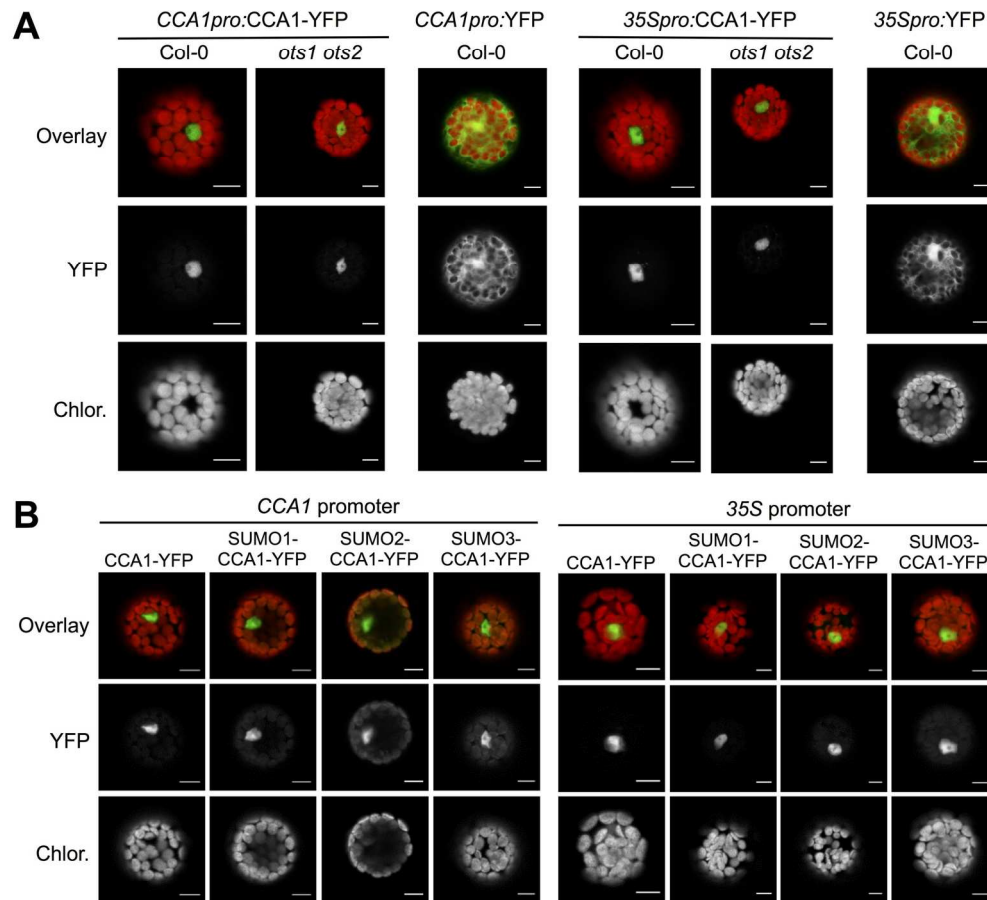 A
CCA1pro:CCA1-YFP CCA1pro:YFP 35Spro:CCA1-YFP 35Spro:YFP
Col-0 ots1 ots2 Col-0 Col-0 ots1 ots2 Col-0
Overlay
YFP
Chlor.
B
CCA1 promoter 35S promoter
CCA1-YFP SUMO1-CCA1-YFP SUMO2-CCA1-YFP SUMO3-CCA1-YFP CCA1-YFP SUMO1-CCA1-YFP SUMO2-CCA1-YFP SUMO3-CCA1-YFP
Overlay
YFP
Chlor.